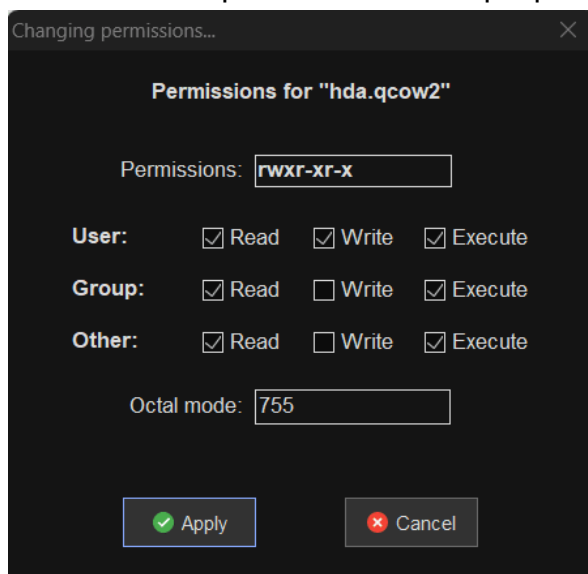 Changing permissions...
Permissions for "hda.qcow2"
Permissions: rwxr-xr-x
User: Read Write Execute
Group: Read Write Execute
Other: Read Write Execute
Octal mode: 755
Apply Cancel